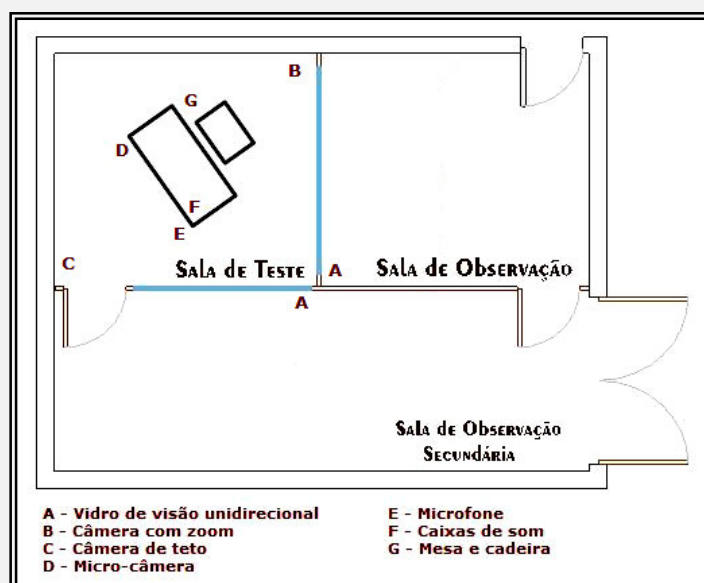 B
G
D
F
E
C
Sala de Teste
A
Sala de Observação
A
Sala de Observação
Secundária
A - Vidro de visão unidirecional
B - Câmera com zoom
C - Câmera de teto
D - Micro-câmera
E - Microfone
F - Caixas de som
G - Mesa e cadeira